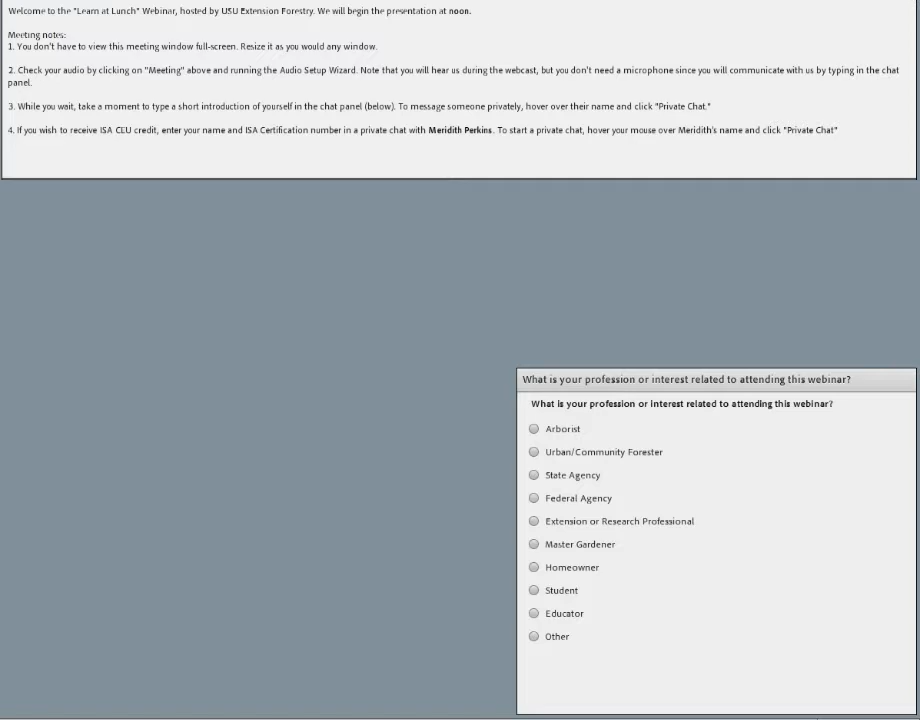 Welcome to the "Learn at Lunch" Webinar, hosted by USU Extension Forestry. We will begin the presentation at noon.
Meeting notes:
1. You don't have to view this meeting window full-screen. Resize it as you would any window.
2. Check your audio by clicking on "Meeting" above and running the Audio Setup Wizard. Note that you will hear us during the webcast, but you don't need a microphone since you will communicate with us by typing in the chat
panel.
3. While you wait, take a moment to type a short introduction of yourself in the chat panel (below). To message someone privately, hover over their name and click "Private Chat."
4. If you wish to receive ISA CEU credit, enter your name and ISA Certification number in a private chat with Meridith Perkins. To start a private chat, hover your mouse over Meridith's name and click "Private Chat"
What is your profession or interest related to attending this webinar?
What is your profession or interest related to attending this webinar?
Arborist
Urban/Community Forester
State Agency
Federal Agency
Extension or Research Professional
Master Gardener
Homeowner
Student
Educator
Other